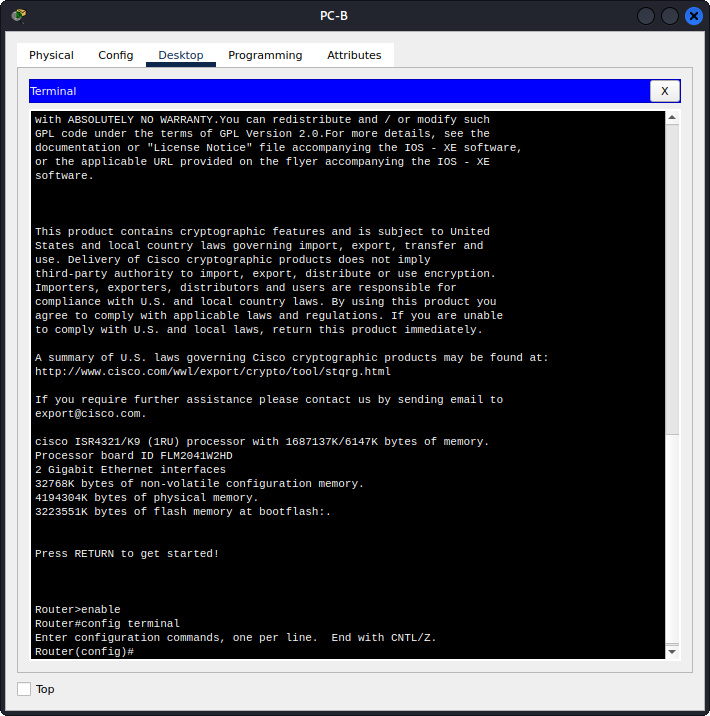 PC-B
Physical Config Desktop Programming Attributes
Terminal X
with ABSOLUTELY NO WARRANTY.You can redistribute and / or modify such
GPL code under the terms of GPL Version 2.0.For more details, see the
documentation or "License Notice" file accompanying the IOS - XE software,
or the applicable URL provided on the flyer accompanying the IOS - XE
software.
This product contains cryptographic features and is subject to United
States and local country laws governing import, export, transfer and
use. Delivery of Cisco cryptographic products does not imply
third-party authority to import, export, distribute or use encryption.
Importers, exporters, distributors and users are responsible for
compliance with U.S. and local country laws. By using this product you
agree to comply with applicable laws and regulations. If you are unable
to comply with U.S. and local laws, return this product immediately.
A summary of U.S. laws governing Cisco cryptographic products may be found at:
http://www.cisco.com/wwl/export/crypto/tool/stqrg.html
If you require further assistance please contact us by sending email to
export@cisco.com.
cisco ISR4321/K9 (1RU) processor with 1687137K/6147K bytes of memory.
Processor board ID FLM2041W2HD
2 Gigabit Ethernet interfaces
32768K bytes of non-volatile configuration memory.
4194304K bytes of physical memory.
3223551K bytes of flash memory at bootflash:.
Press RETURN to get started!
Router>enable
Router#config terminal
Enter configuration commands, one per line.  End with CNTL/Z.
Router(config)#
Top